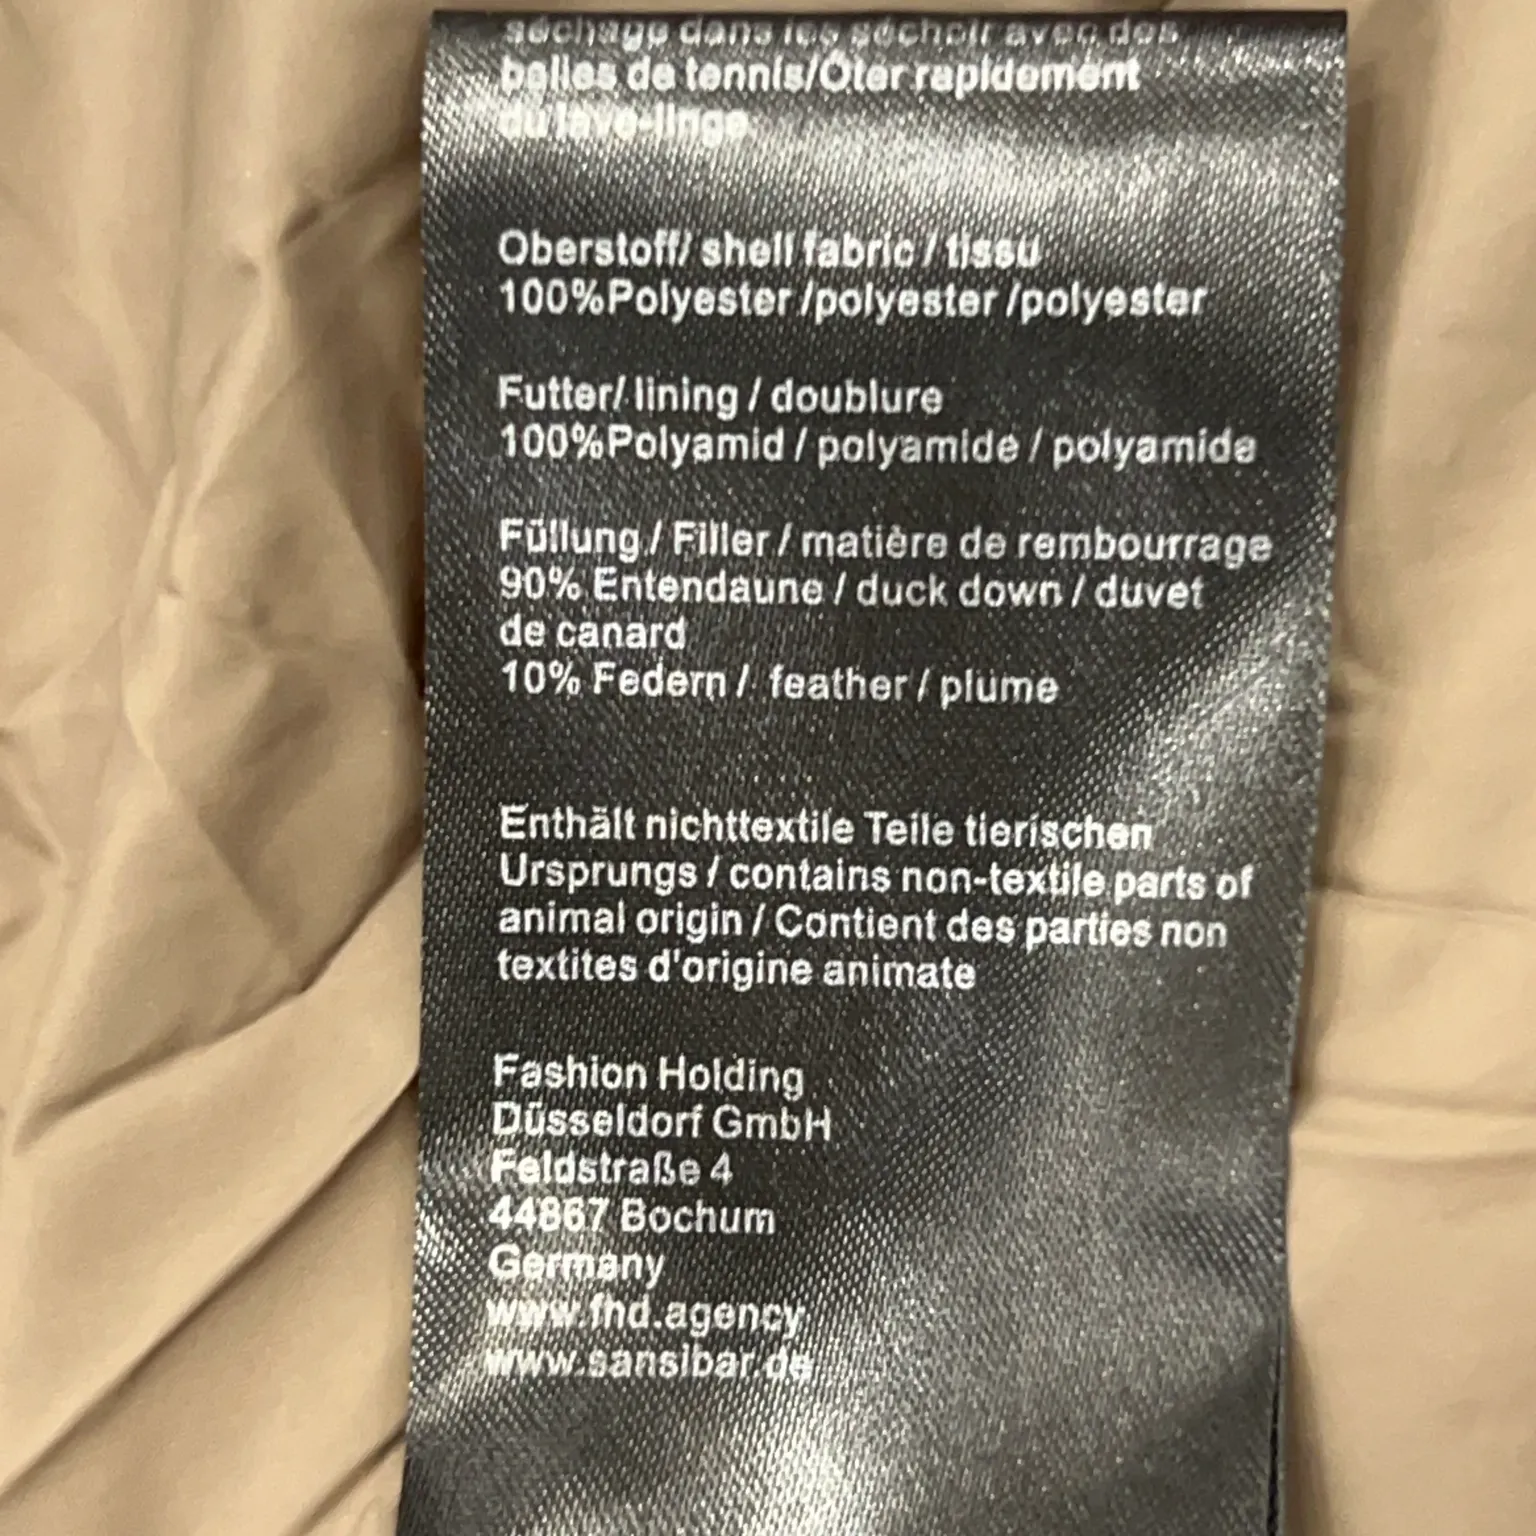 séchage dans les séchoir avec des
balles de tennis/Ôter rapidement
du lave-linge.
Oberstoff/ shell fabric / tissu
100%Polyester /polyester /polyester
Futter/ lining / doublure
100%Polyamid / polyamide / polyamide
Füllung / Filler / matière de rembourrage
90% Entendaune / duck down / duvet
de canard
10% Federn / feather / plume
Enthält nichttextile Teile tierischen
Ursprungs / contains non-textile parts of
animal origin / Contient des parties non
textites d'origine animate
Fashion Holding
Düsseldorf GmbH
Feldstraße 4
44867 Bochum
Germany
www.fhd.agency
www.sansibar.de